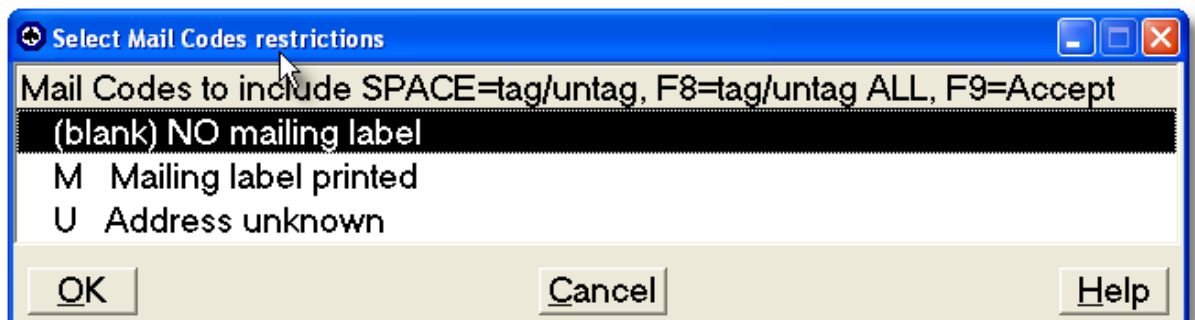 Select Mail Codes restrictions
Mail Codes to include SPACE=tag/untag, F8=tag/untag ALL, F9=Accept
(blank) NO mailing label
M Mailing label printed
U Address unknown
OK Cancel Help